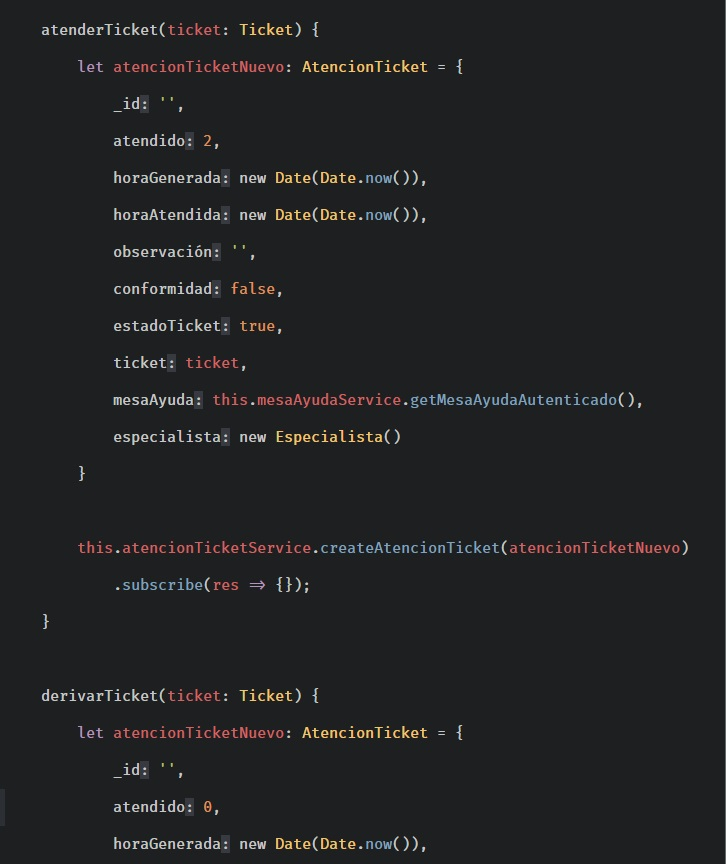 atenderTicket(ticket: Ticket) {
let atencionTicketNuevo: AtencionTicket = {
_id: '',
atendido: 2,
horaGenerada: new Date(Date.now()),
horaAtendida: new Date(Date.now()),
observación: '',
conformidad: false,
estadoTicket: true,
ticket: ticket,
mesaAyuda: this.mesaAyudaService.getMesaAyudaAutenticado(),
especialista: new Especialista()
}
this.atencionTicketService.createAtencionTicket(atencionTicketNuevo)
.subscribe(res ⇒ {});
}
derivarTicket(ticket: Ticket) {
let atencionTicketNuevo: AtencionTicket = {
_id: '',
atendido: 0,
horaGenerada: new Date(Date.now()),